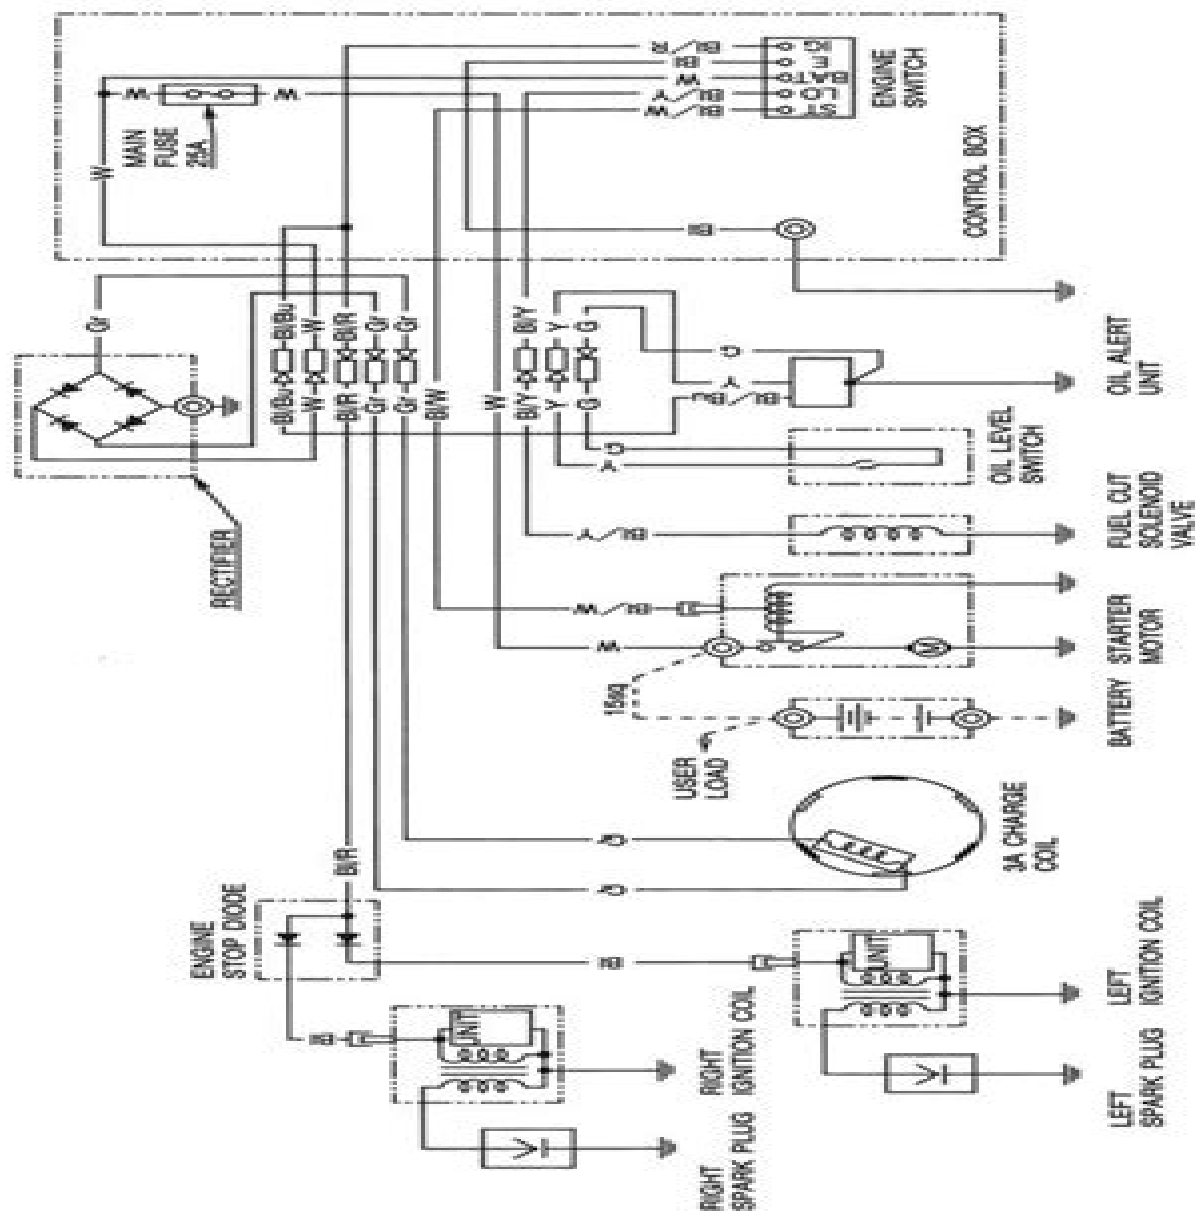 IG
E
BAT
LO
ST
ENGINE
SWITCH
CONTROL BOX
MAIN
FUSE
25A
W
W
W
W
W
Gr
Bl/Bu
W
Bl/R
Gr
Gr
Bl/Y
Y
G
Bl/Bu
W
Bl/R
Gr
Gr
Bl/W
W
Bl/Y
Y
G
RECTIFIER
OIL ALERT
UNIT
OIL LEVEL
SWITCH
FUEL CUT
SOLENOID
VALVE
M
STARTER
MOTOR
15sq
BATTERY
USER
LOAD
3A CHARGE
COIL
Bl/R
ENGINE
STOP DIODE
UNIT
LEFT
IGNITION COIL
UNIT
RIGHT
IGNITION COIL
LEFT
SPARK PLUG
RIGHT
SPARK PLUG